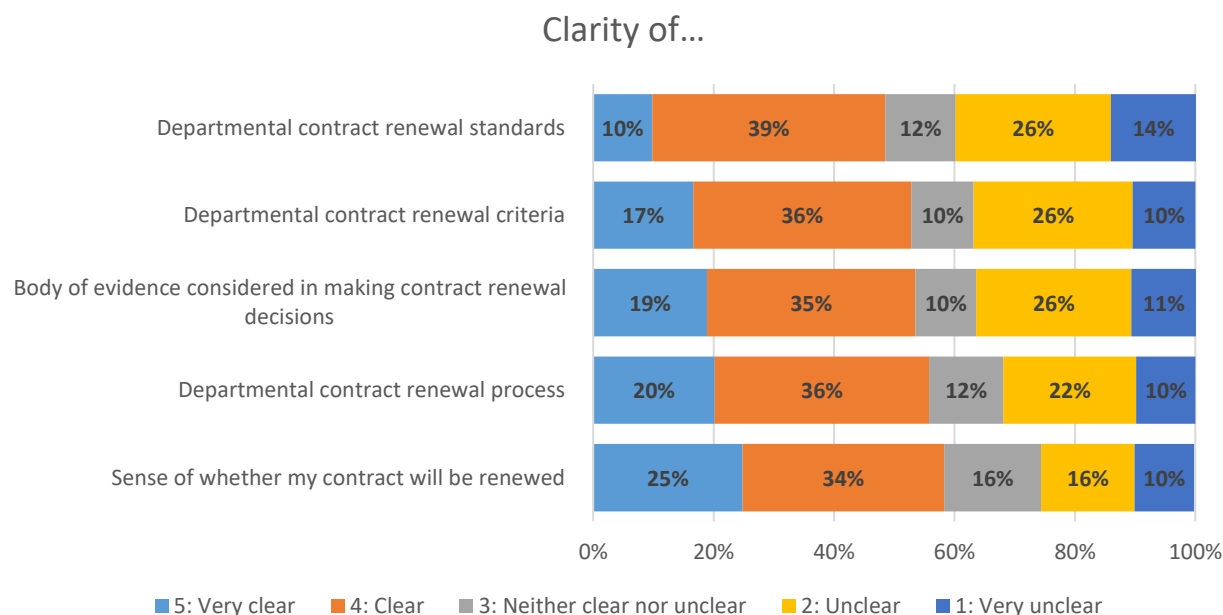 Clarity of…
Departmental contract renewal standards
10% 39% 12% 26% 14%
Departmental contract renewal criteria
17% 36% 10% 26% 10%
Body of evidence considered in making contract renewal
decisions
19% 35% 10% 26% 11%
Departmental contract renewal process
20% 36% 12% 22% 10%
Sense of whether my contract will be renewed
25% 34% 16% 16% 10%
0% 20% 40% 60% 80% 100%
5: Very clear 4: Clear 3: Neither clear nor unclear 2: Unclear 1: Very unclear